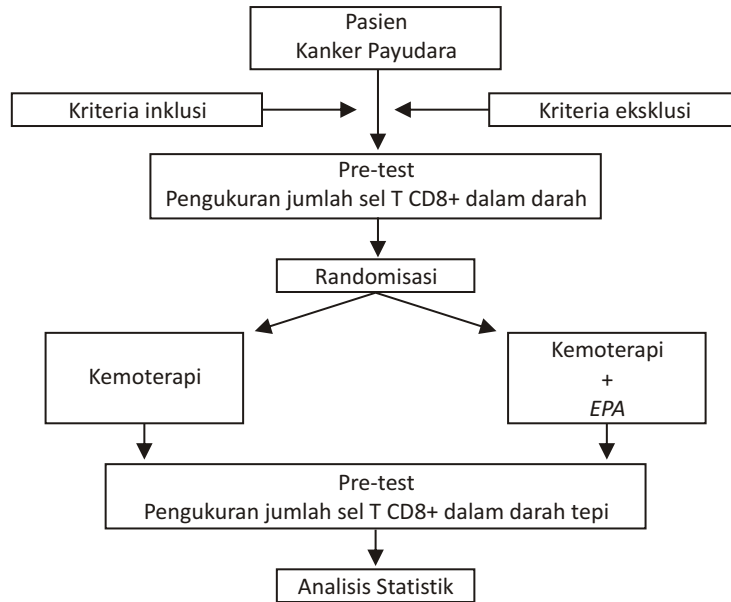 Pasien
Kanker Payudara
Kriteria inklusi
Kriteria eksklusi
Pre-test
Pengukuran jumlah sel T CD8+ dalam darah
Randomisasi
Kemoterapi
Kemoterapi
+
EPA
Pre-test
Pengukuran jumlah sel T CD8+ dalam darah tepi
Analisis Statistik